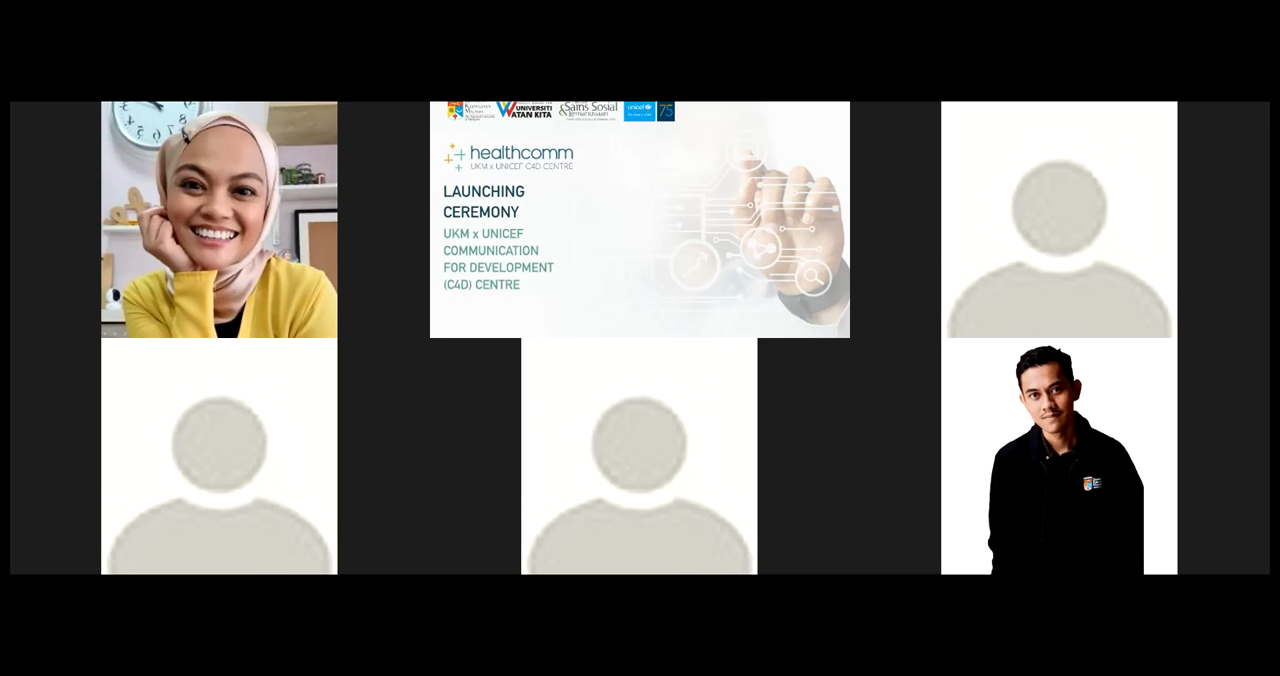 UNIVERSITI
WATAN KITA
Sains Sosial
& Kemanusiaan
unicef
75
healthcomm
UKM x UNICEF C4D CENTRE
LAUNCHING
CEREMONY
UKM x UNICEF
COMMUNICATION
FOR DEVELOPMENT
(C4D) CENTRE